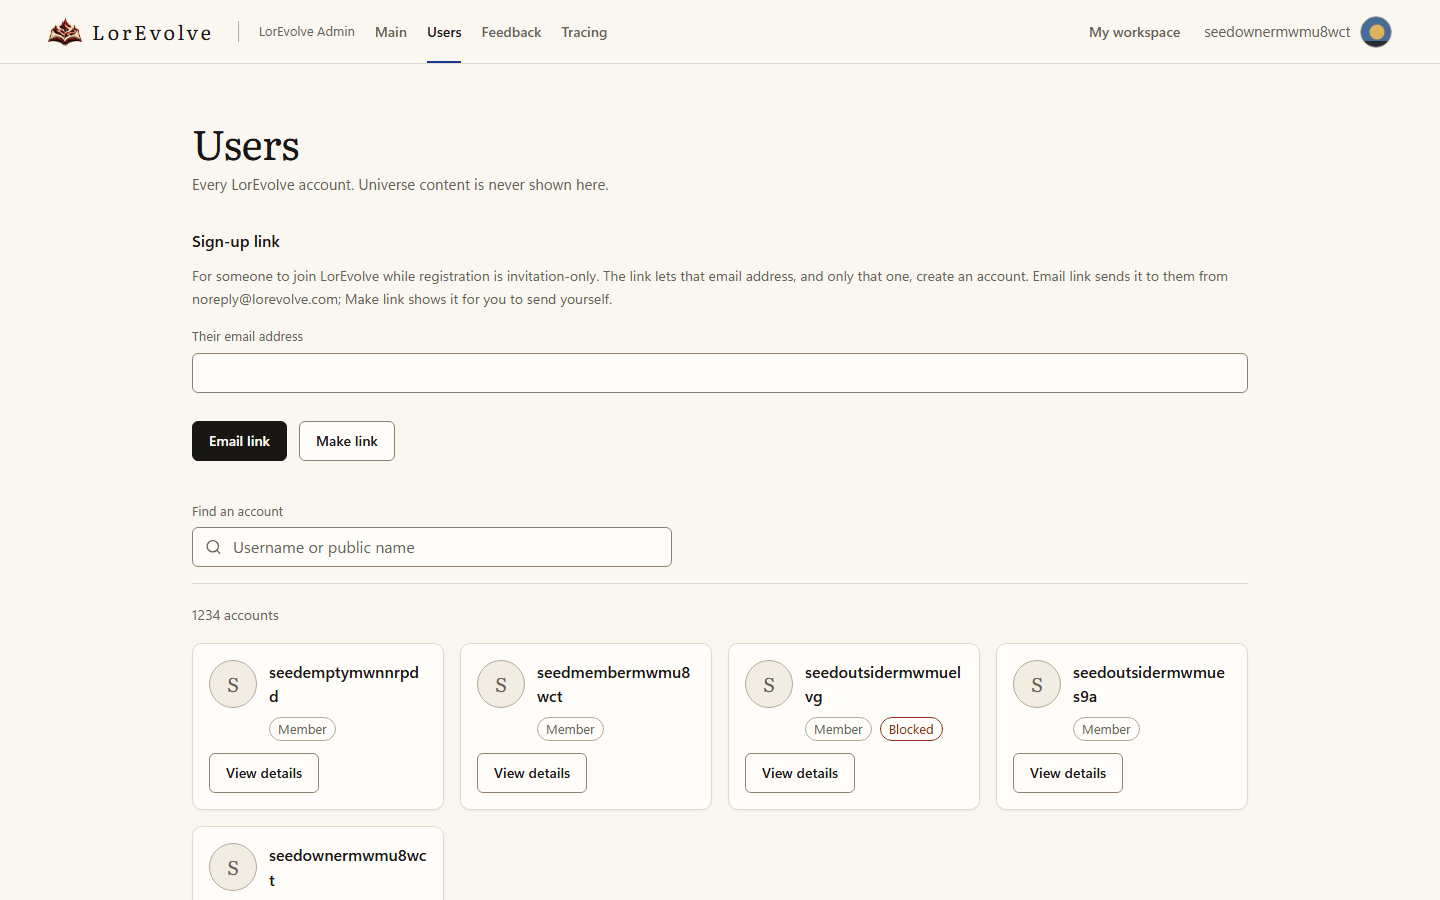 LorEvolve
LorEvolve Admin
Main
Users
Feedback
Tracing
My workspace
seedownermwmu8wct
Users
Every LorEvolve account. Universe content is never shown here.
Sign-up link
For someone to join LorEvolve while registration is invitation-only. The link lets that email address, and only that one, create an account. Email link sends it to them from
noreply@lorevolve.com; Make link shows it for you to send yourself.
Their email address
Email link
Make link
Find an account
Username or public name
1234 accounts
S
seedemptymwnnrpd
d
Member
View details
S
seedmembermwmu8
wct
Member
View details
S
seedoutsidermwmuel
vg
Member
Blocked
View details
S
seedoutsidermwmue
s9a
Member
View details
S
seedownermwmu8wc
t